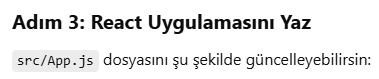 Adım 3: React Uygulamasını Yaz
src/App.js dosyasını şu şekilde güncelleyebilirsin: